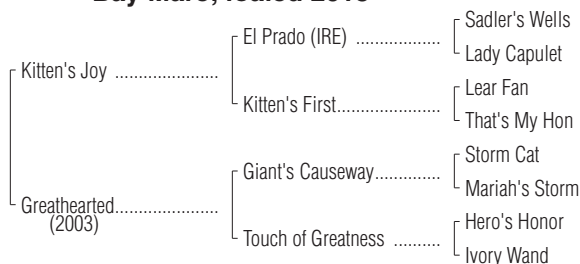 Bay Mare, foaled
Sadler's Wells
El Prado (IRE) ..................
Lady Capulet
Kitten's Joy ......................
Lear Fan
Kitten's First......................
That's My Hon
Storm Cat
Giant's Causeway................
Mariah's Storm
Greathearted......................
(2003)
Hero's Honor
Touch of Greatness ..........
Ivory Wand